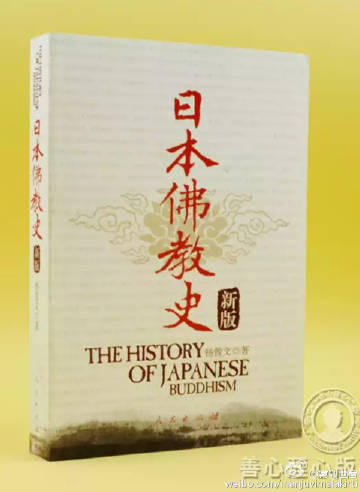 日本佛教史
新版
杨曾文 著
THE HISTORY
OF JAPANESE
BUDDHISM
人民出版社
日本佛教史
新版
善心醒心版